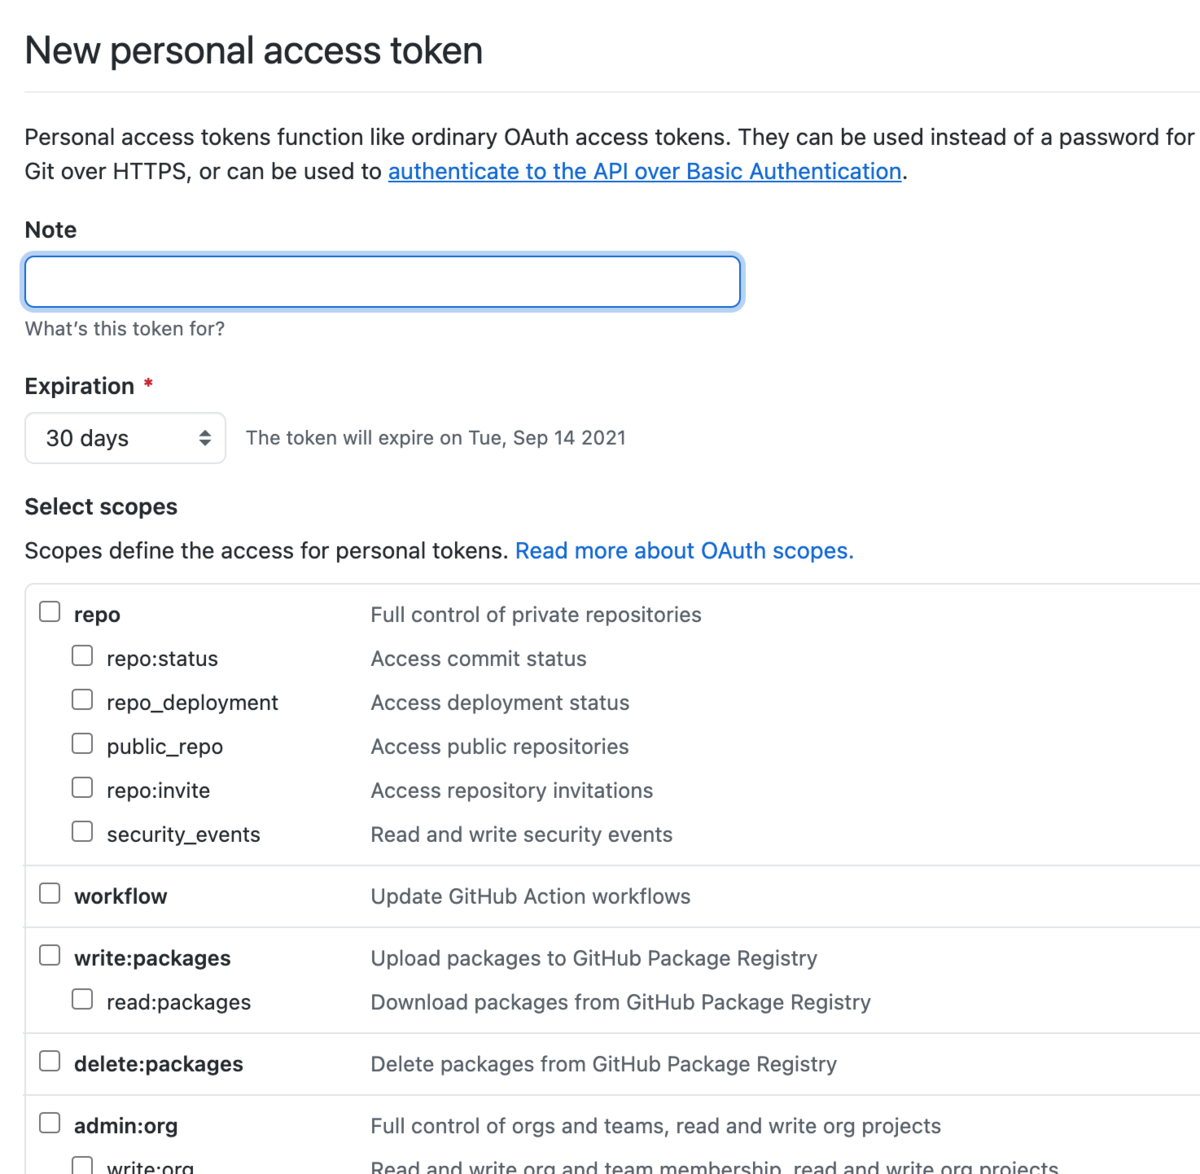 New personal access token
Personal access tokens function like ordinary OAuth access tokens. They can be used instead of a password for
Git over HTTPS, or can be used to authenticate to the API over Basic Authentication.
Note
What's this token for?
Expiration *
30 days The token will expire on Tue, Sep 14 2021
Select scopes
Scopes define the access for personal tokens. Read more about OAuth scopes.
repo Full control of private repositories
repo:status Access commit status
repo_deployment Access deployment status
public_repo Access public repositories
repo:invite Access repository invitations
security_events Read and write security events
workflow Update GitHub Action workflows
write:packages Upload packages to GitHub Package Registry
read:packages Download packages from GitHub Package Registry
delete:packages Delete packages from GitHub Package Registry
admin:org Full control of orgs and teams, read and write org projects
write:org Read and write org and team membership, read and write org projects